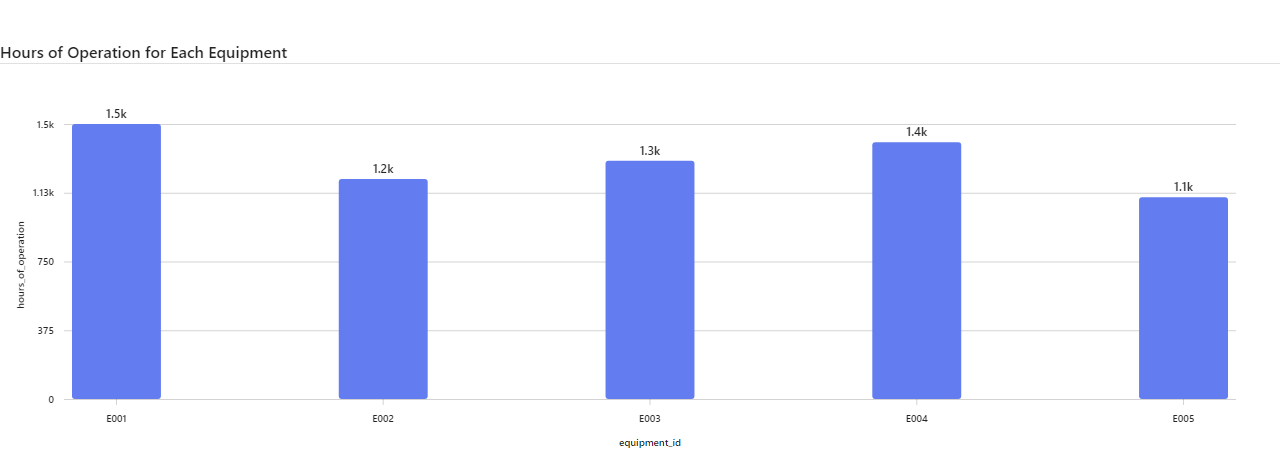 Hours of Operation for Each Equipment
1.5k
1.4k
1.3k
1.2k
1.1k
1.5k
1.13k
750
375
0
hours_of_operation
E001 E002 E003 E004 E005
equipment_id